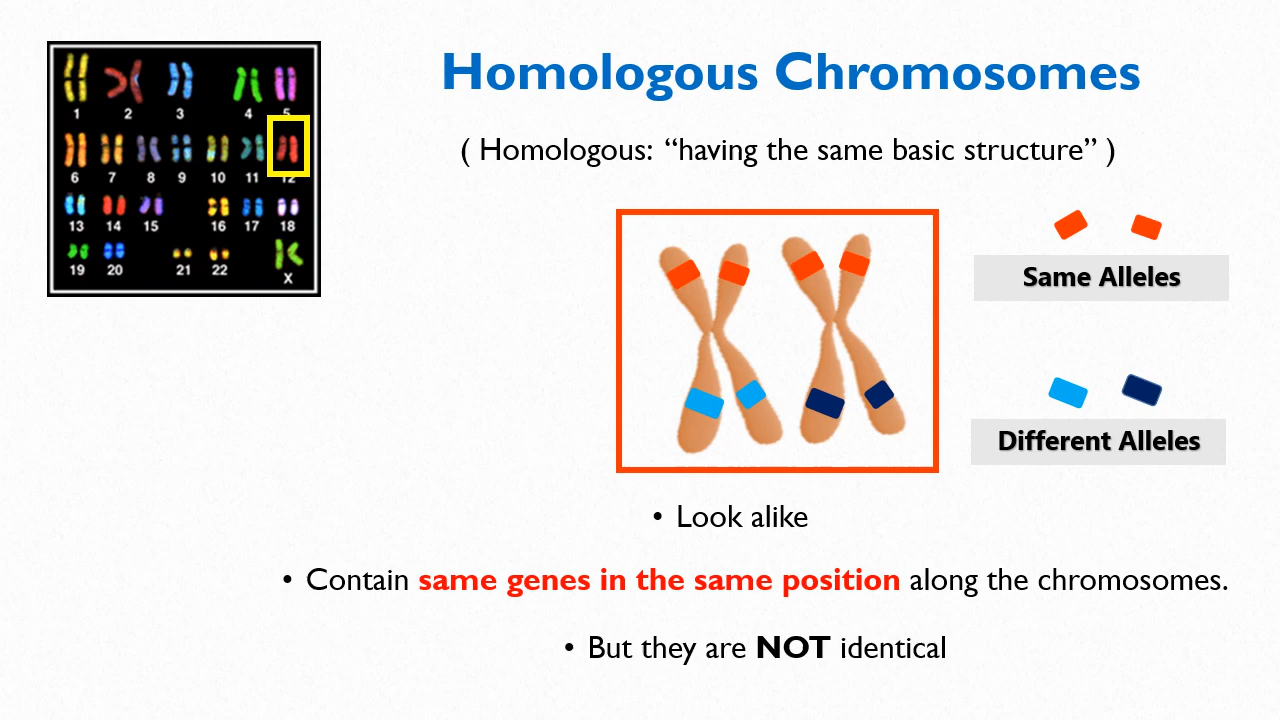 Homologous Chromosomes
( Homologous: “having the same basic structure” )
1 2 3 4 5
6 7 8 9 10 11 12
13 14 15 16 17 18
19 20 21 22 X
Same Alleles
Different Alleles
• Look alike
• Contain same genes in the same position along the chromosomes.
• But they are NOT identical